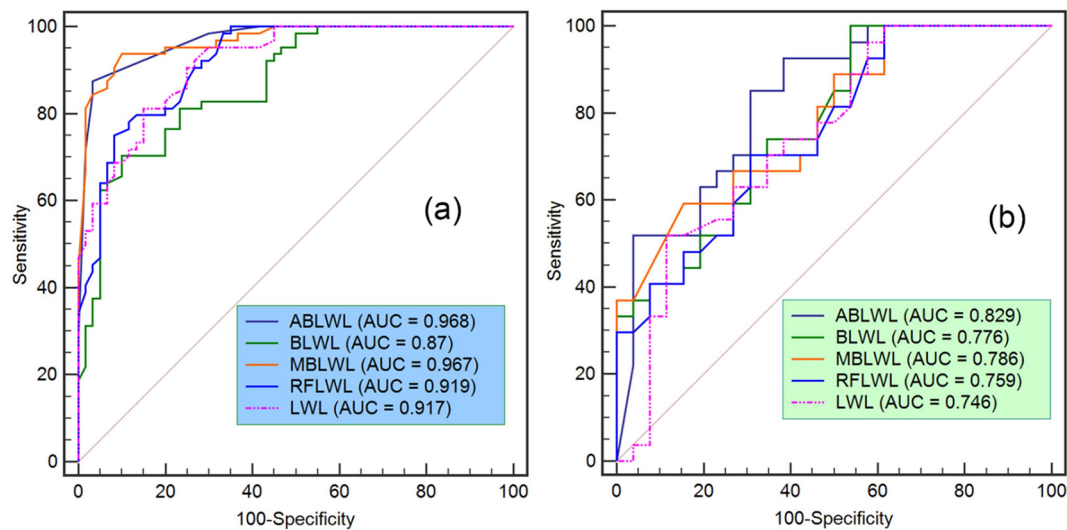 100
80
60
40
20
0
Sensitivity
(a)
ABLWL (AUC = 0.968)
BLWL (AUC = 0.87)
MBLWL (AUC = 0.967)
RFLWL (AUC = 0.919)
LWL (AUC = 0.917)
0 20 40 60 80 100
100-Specificity
100
80
60
40
20
0
Sensitivity
(b)
ABLWL (AUC = 0.829)
BLWL (AUC = 0.776)
MBLWL (AUC = 0.786)
RFLWL (AUC = 0.759)
LWL (AUC = 0.746)
0 20 40 60 80 100
100-Specificity